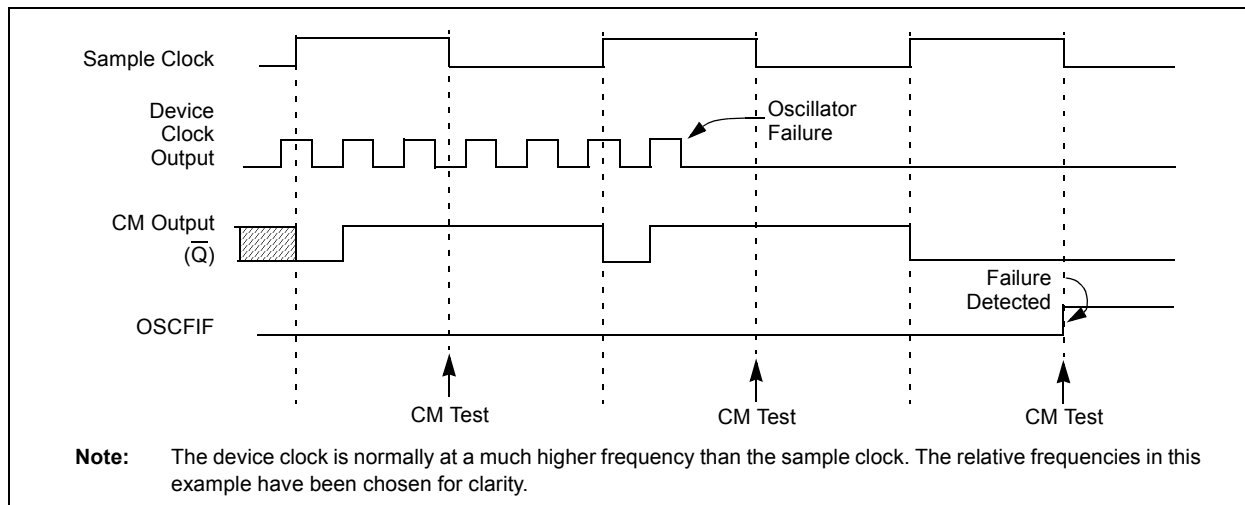 Sample Clock
Device
Clock
Output
Oscillator
Failure
CM Output
(Q̅)
Failure
Detected
OSCFIF
CM Test
CM Test
CM Test
Note: The device clock is normally at a much higher frequency than the sample clock. The relative frequencies in this
example have been chosen for clarity.